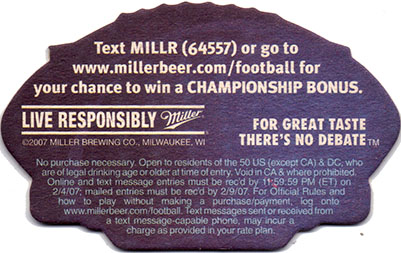 Text MILLR (64557) or go to
www.millerbeer.com/football for
your chance to win a CHAMPIONSHIP BONUS.
LIVE RESPONSIBLY Miller
©2007 MILLER BREWING CO., MILWAUKEE, WI
FOR GREAT TASTE
THERE'S NO DEBATE™
No purchase necessary. Open to residents of the 50 US (except CA) & DC, who
are of legal drinking age or older at time of entry. Void in CA & where prohibited.
Online and text message entries must be rec'd by 11:59:59 PM (ET) on
2/4/07; mailed entries must be rec'd by 2/9/07. For Official Rules and
how to play without making a purchase/payment, log onto
www.millerbeer.com/football. Text messages sent or received from
a text message-capable phone, may incur a
charge as provided in your rate plan.